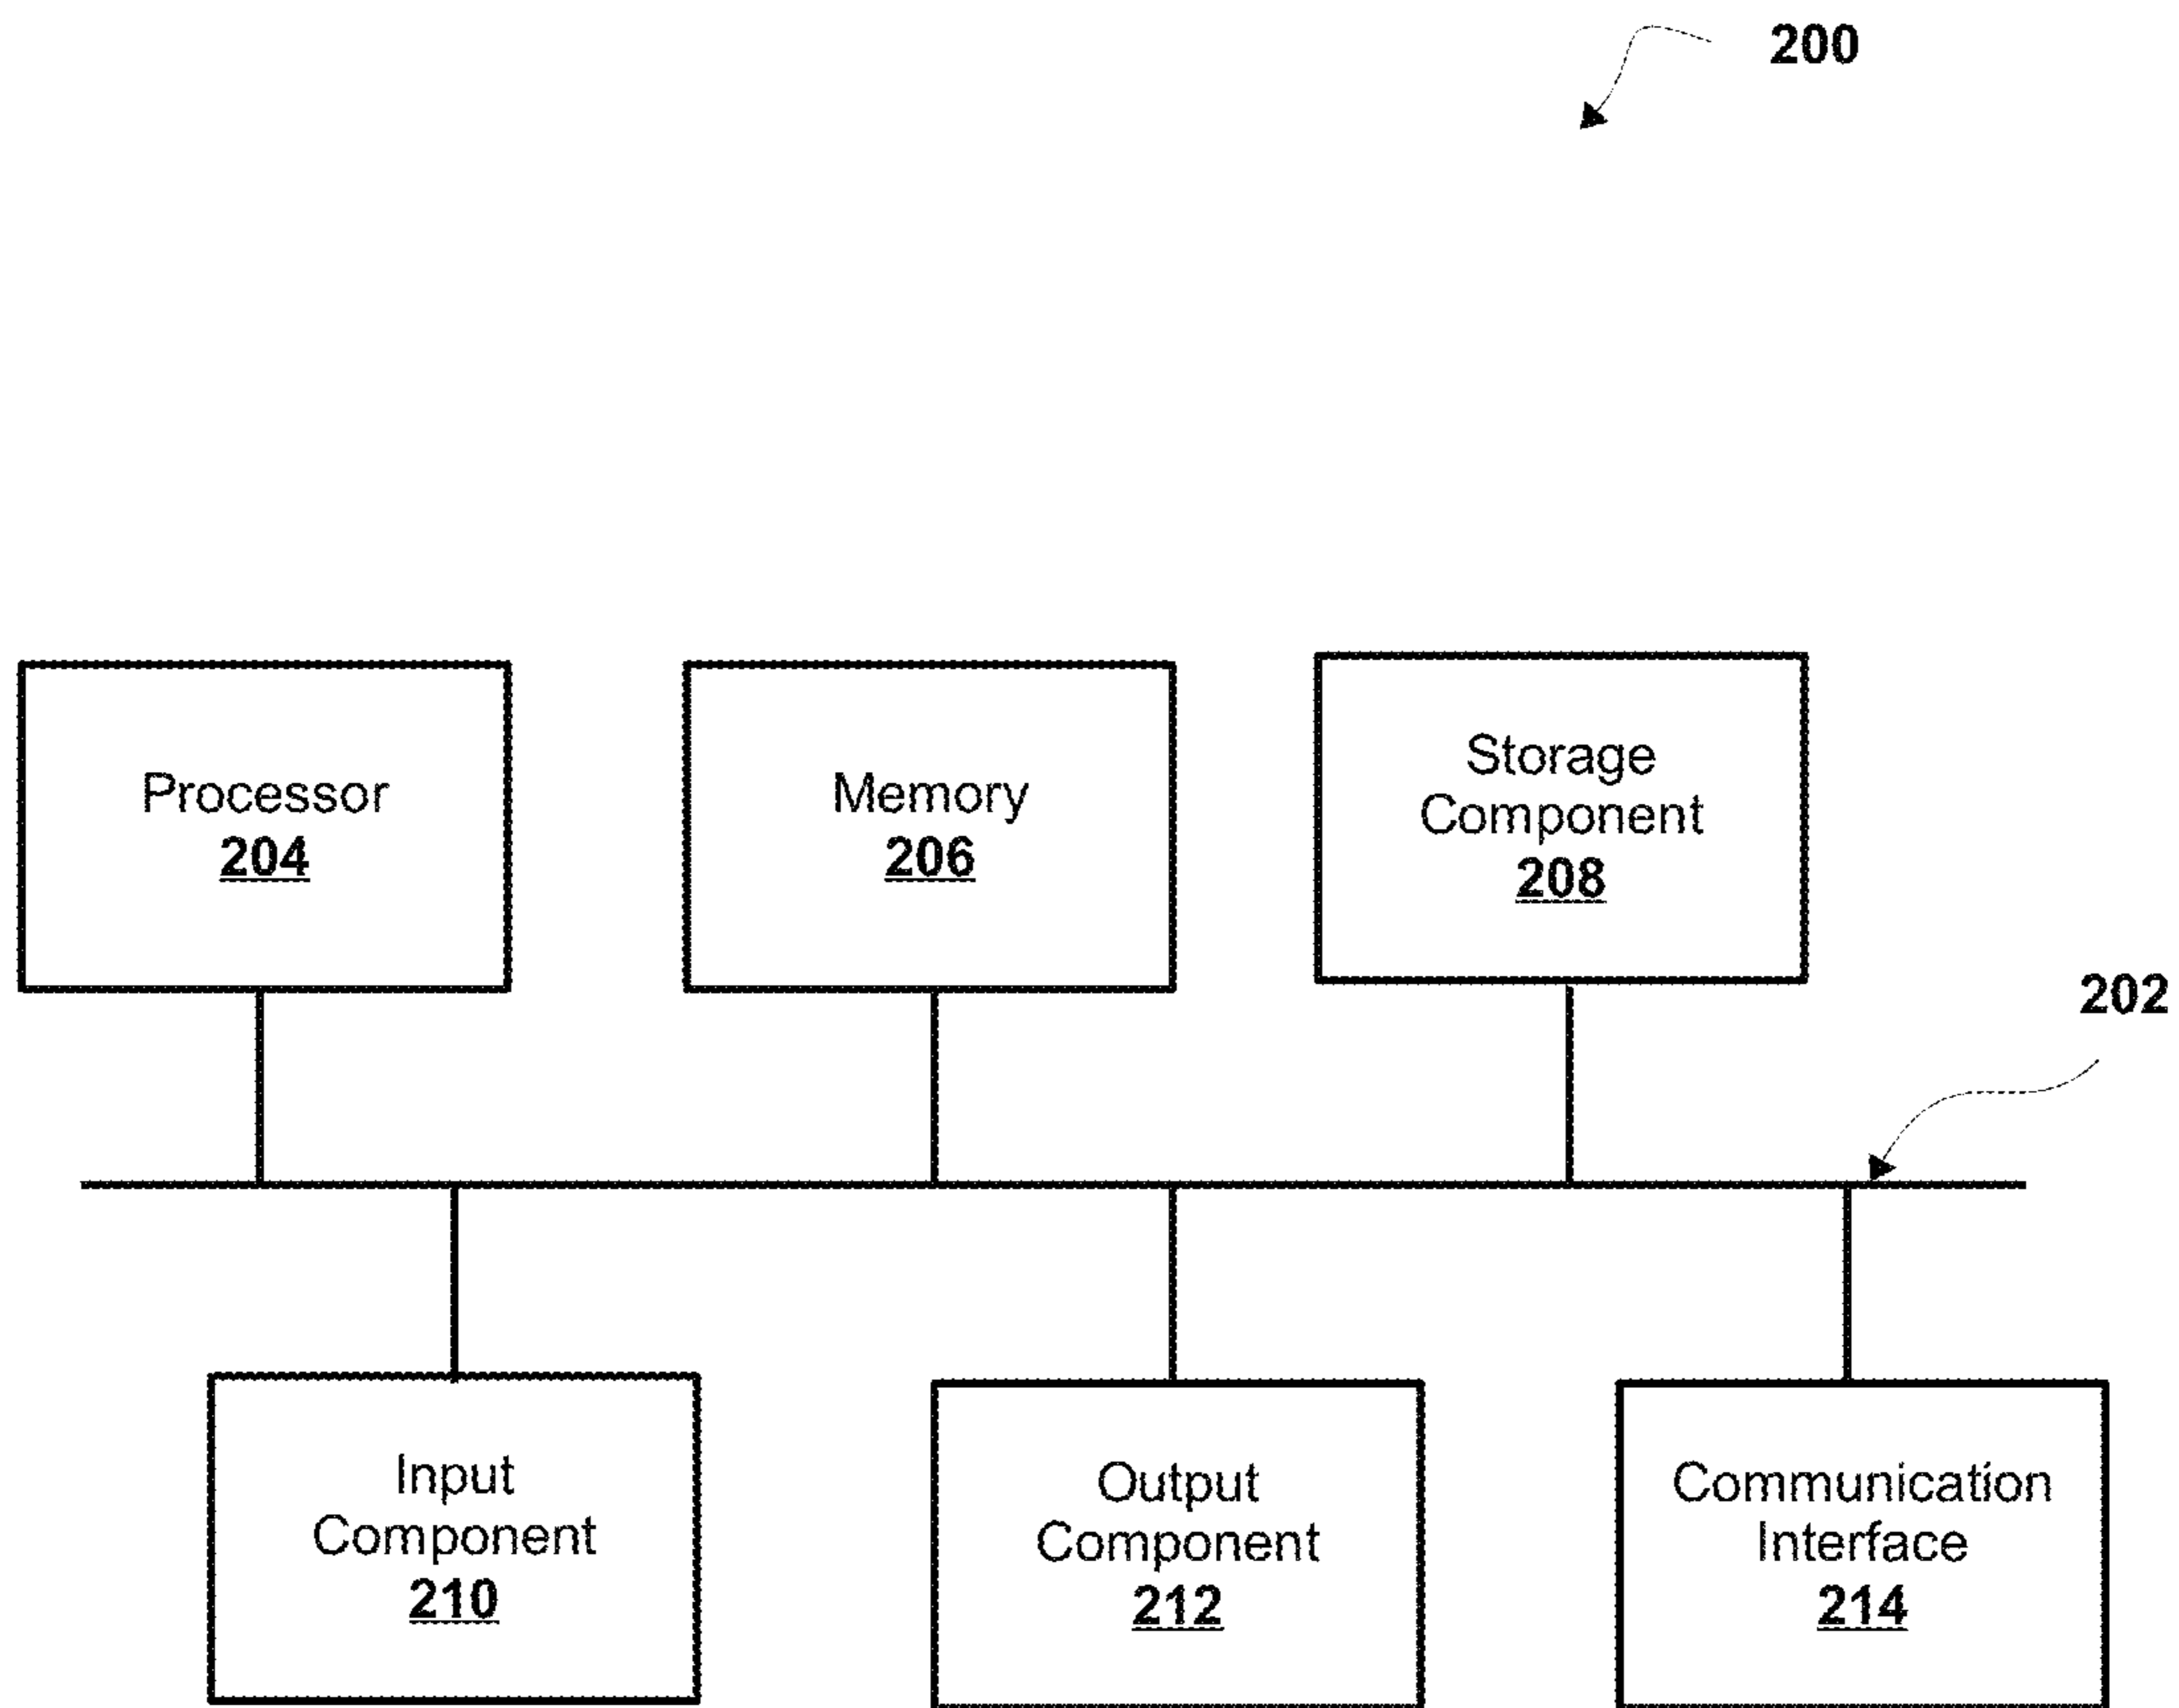 200
Processor
204
Memory
206
Storage
Component
208
202
Input
Component
210
Output
Component
212
Communication
Interface
214